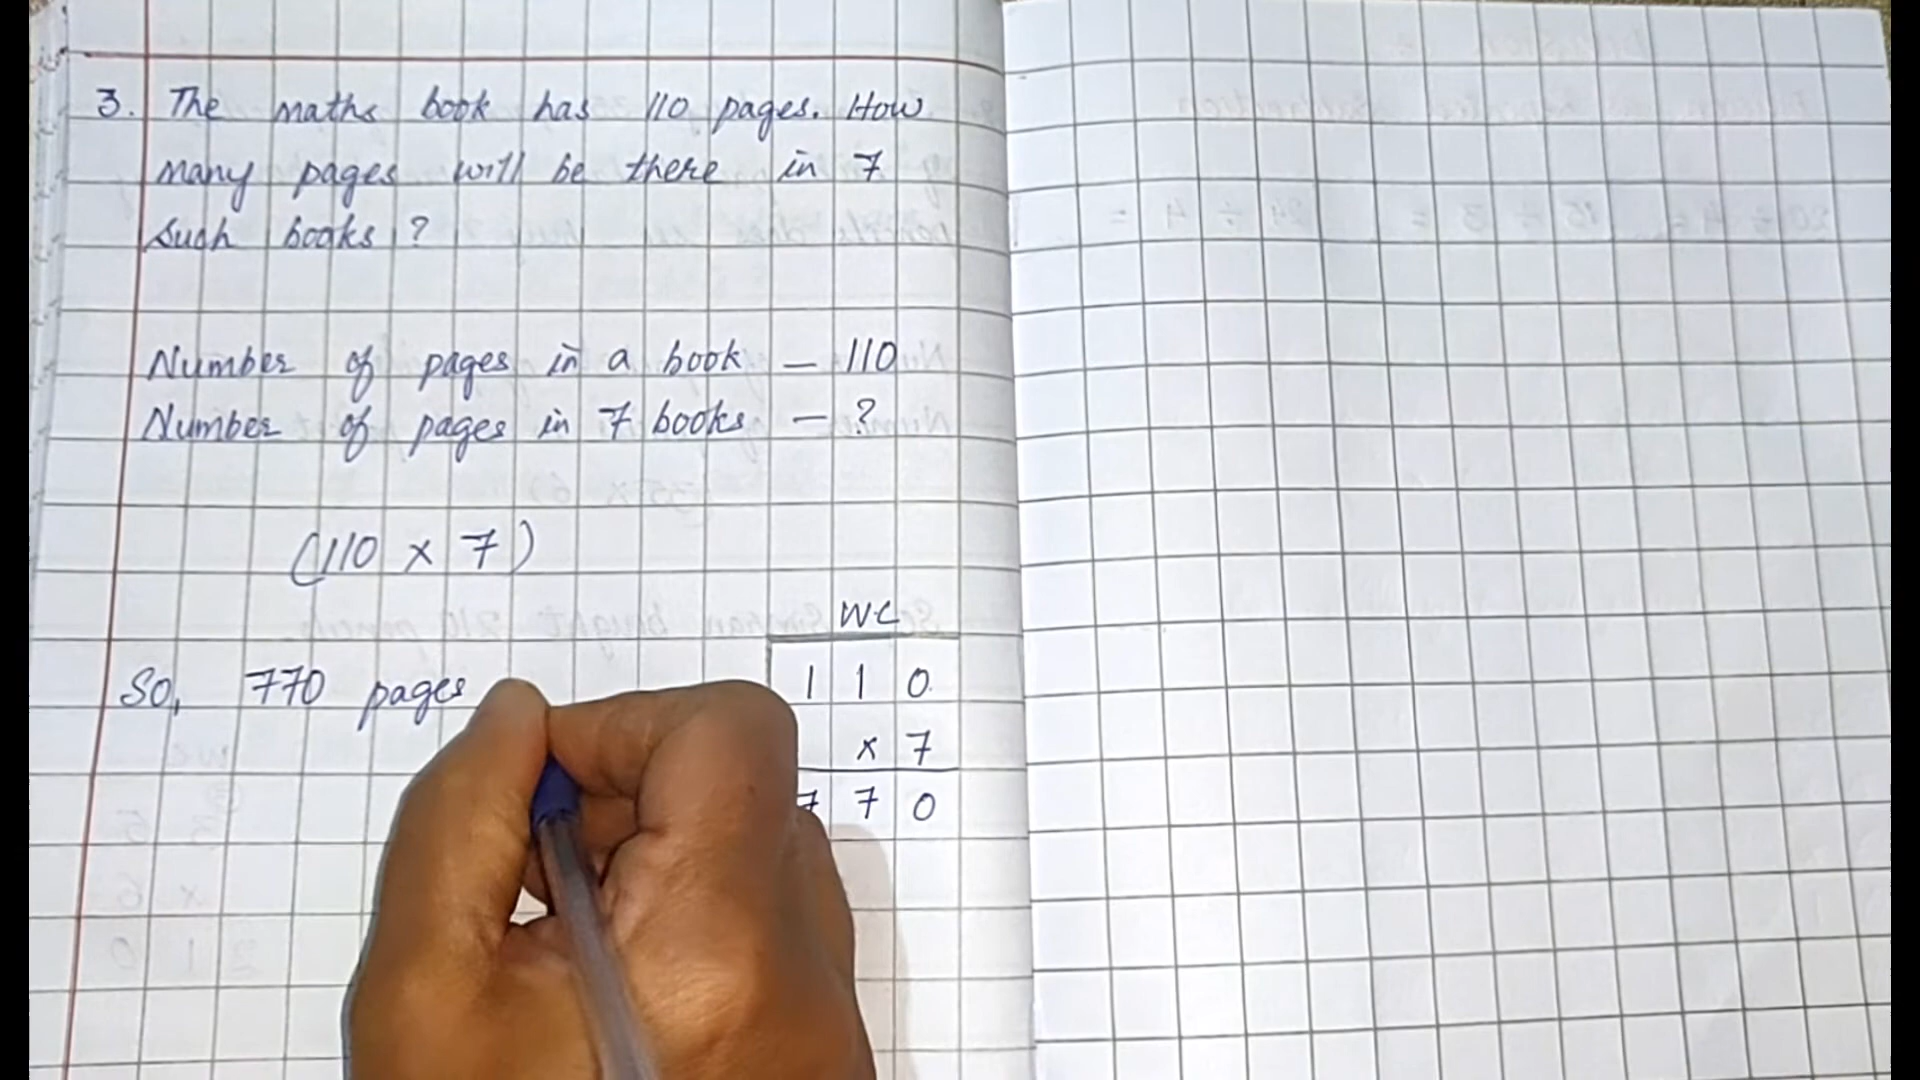 3. The maths book has 110 pages. How
many pages will be there in 7
such books?
Number of pages in a book - 110
Number of pages in 7 books - ?
(110 x 7)
WC
So, 770 pages
1 1 0
x 7
7 7 0